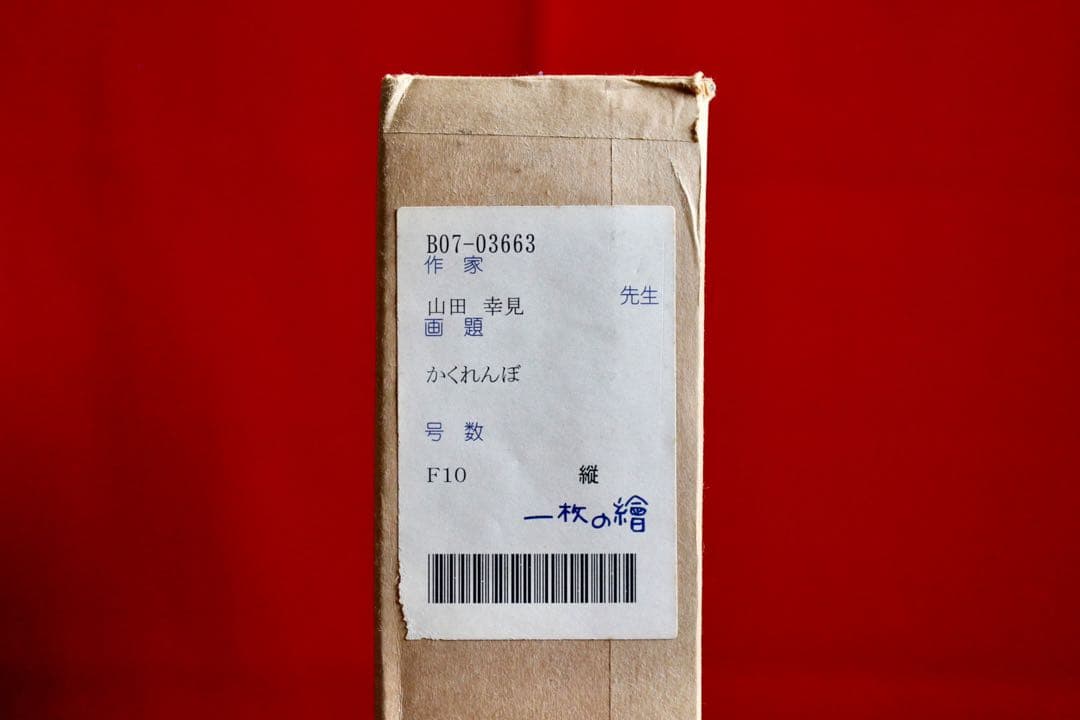 B07-03663
作家
先生
山田 幸見
画題
かくれんぼ
号数
F10 縦
一枚の繪